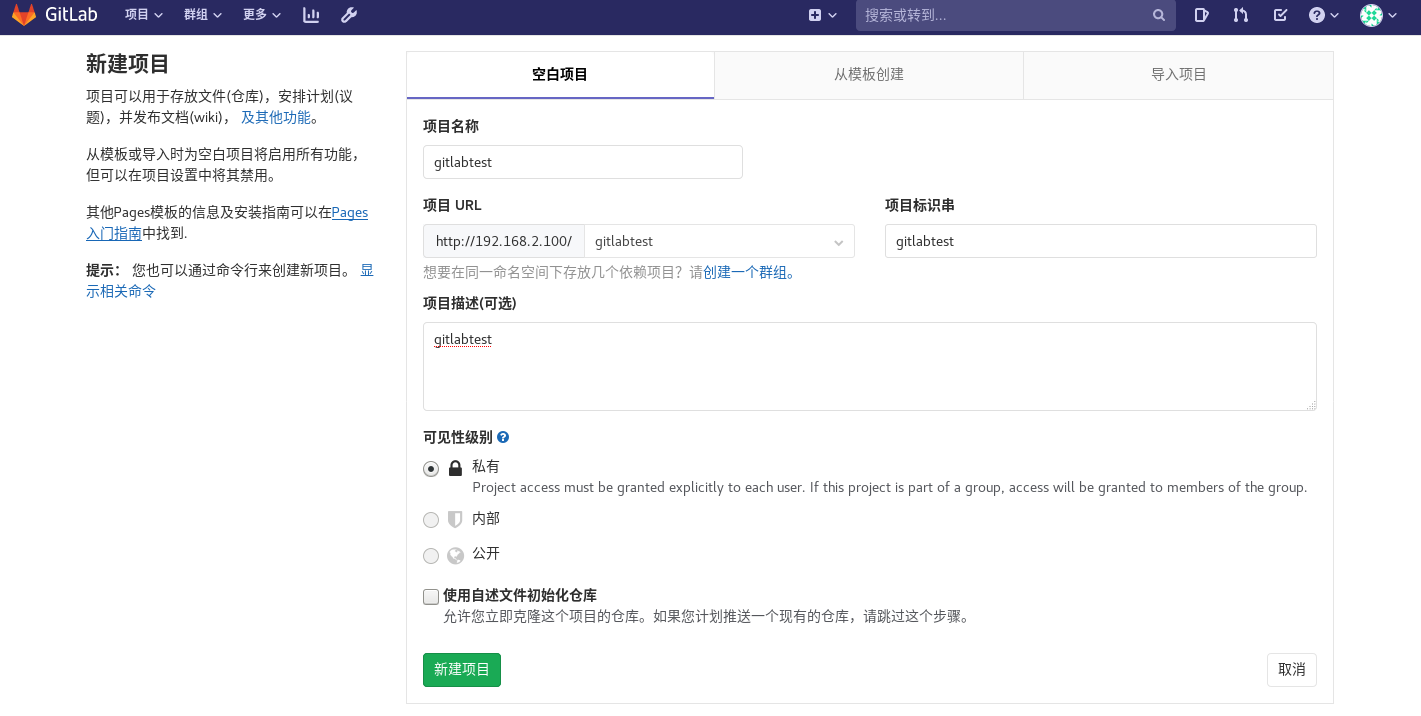 GitLab 项目 群组 更多 搜索或转到...
新建项目
项目可以用于存放文件(仓库)，安排计划(议
题)，并发布文档(wiki)， 及其他功能。
从模板或导入时为空白项目将启用所有功能，
但可以在项目设置中将其禁用。
其他Pages模板的信息及安装指南可以在Pages
入门指南中找到.
提示： 您也可以通过命令行来创建新项目。 显
示相关命令
空白项目 从模板创建 导入项目
项目名称
gitlabtest
项目 URL 项目标识串
http://192.168.2.100/ gitlabtest gitlabtest
想要在同一命名空间下存放几个依赖项目？请创建一个群组。
项目描述(可选)
gitlabtest
可见性级别
私有
Project access must be granted explicitly to each user. If this project is part of a group, access will be granted to members of the group.
内部
公开
使用自述文件初始化仓库
允许您立即克隆这个项目的仓库。如果您计划推送一个现有的仓库，请跳过这个步骤。
新建项目 取消